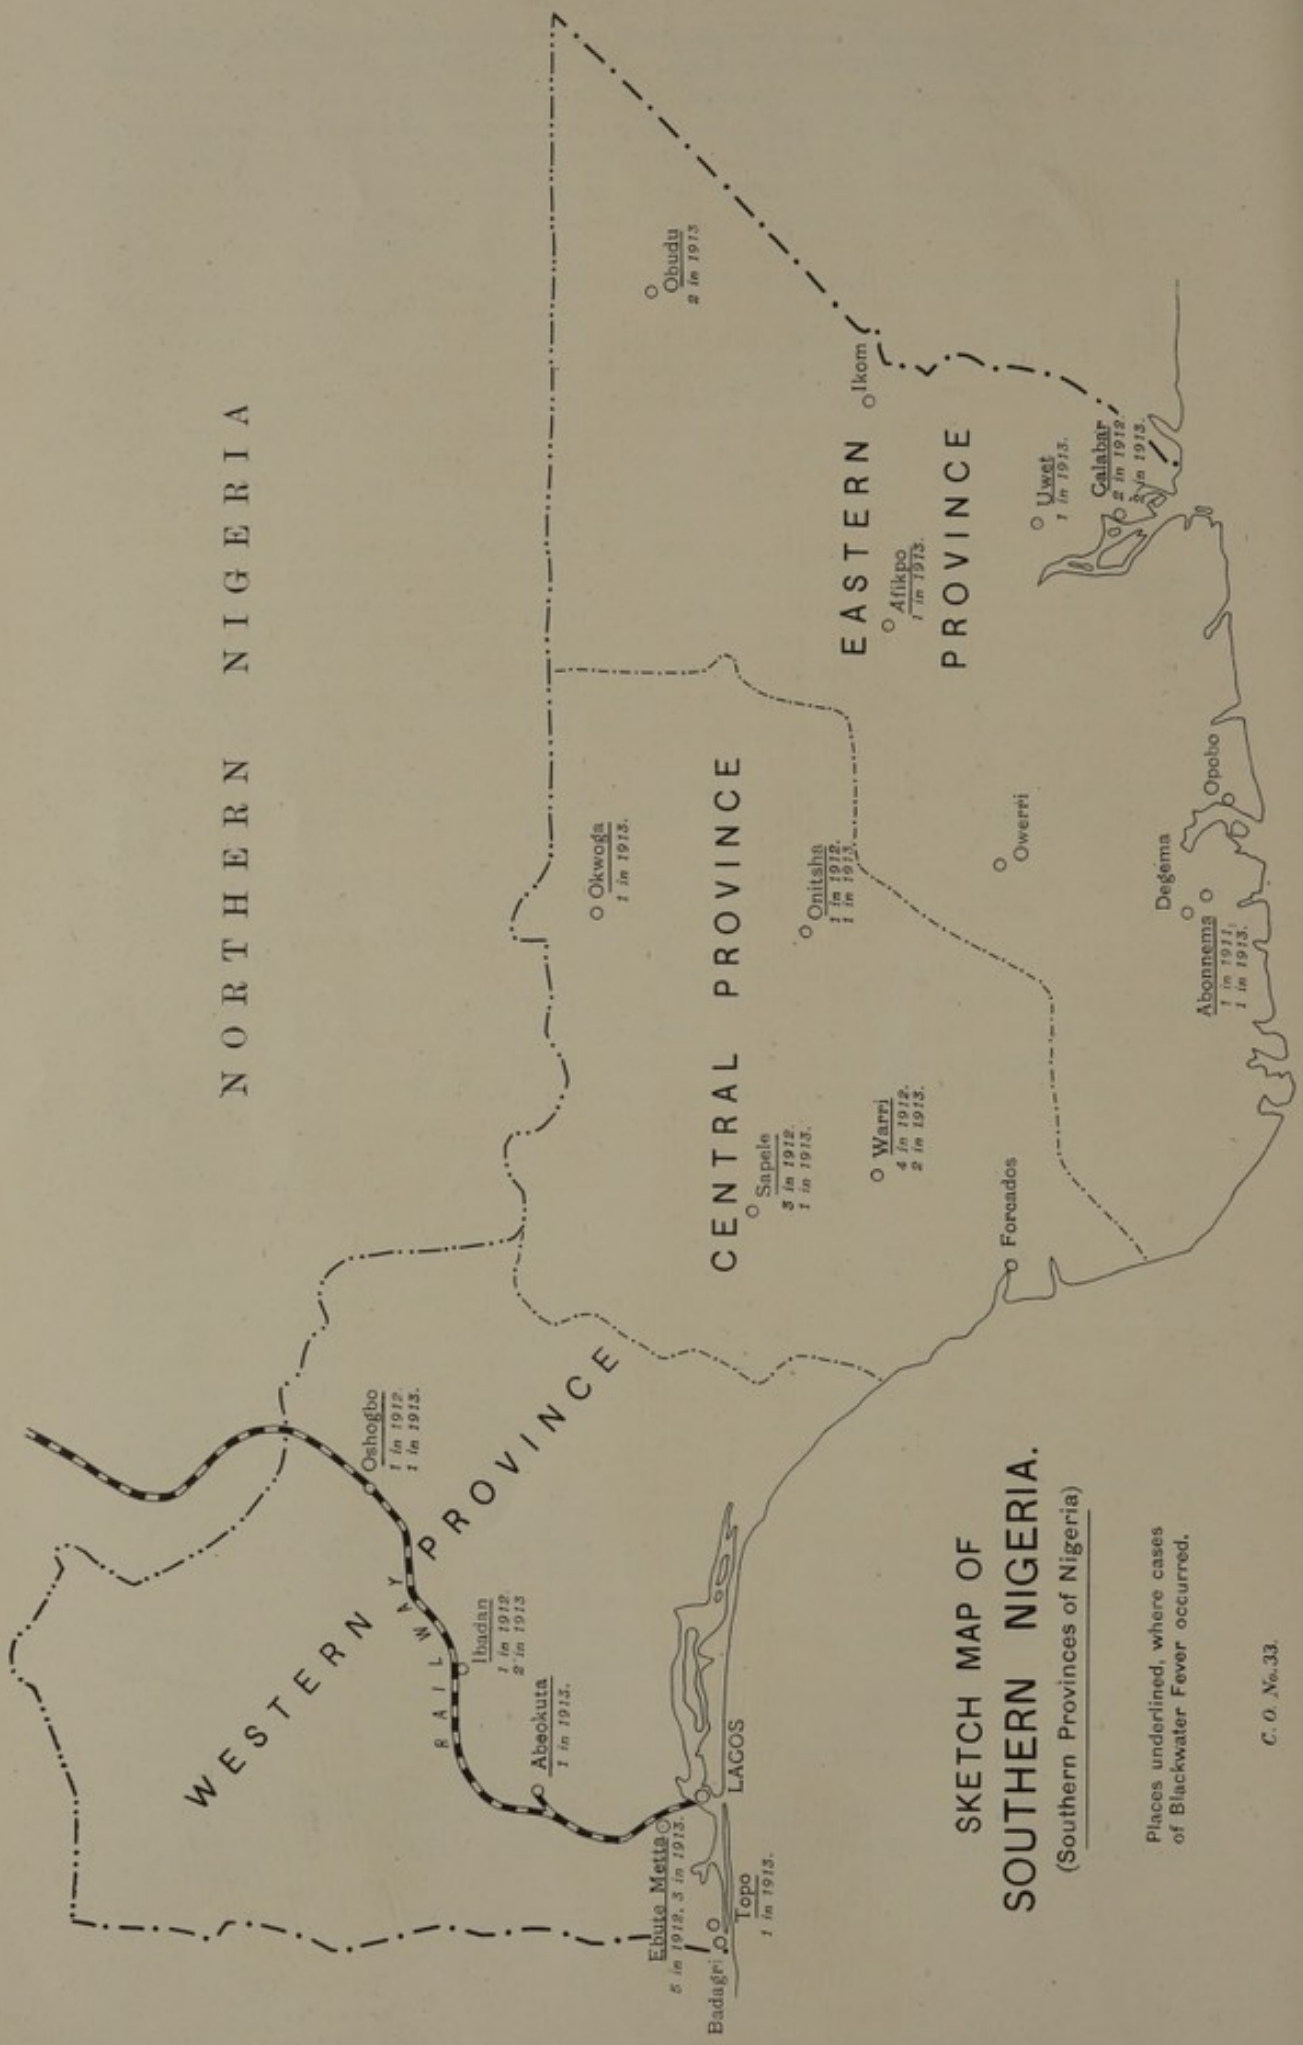 NORTHERN NIGERIA
WESTERN PROVINCE
RAILWAY
Oshogbo
1 in 1912.
1 in 1913.
Ibadan
1 in 1912.
2 in 1913
Abeokuta
1 in 1913.
Ebute Metta
5 in 1912, 3 in 1913.
LAGOS
Badagri
Topo
1 in 1913.
CENTRAL PROVINCE
Okwoga
1 in 1913.
Onitsha
1 in 1912.
1 in 1913.
Sapele
3 in 1912.
1 in 1913.
Warri
4 in 1912.
2 in 1913.
Forcados
EASTERN
PROVINCE
Obudu
2 in 1913
Ikom
Afikpo
1 in 1913.
Uwet
1 in 1913.
Calabar
2 in 1912.
2 in 1913.
Owerri
Opobo
Degema
Abonnema
1 in 1911,
1 in 1913.
SKETCH MAP OF
SOUTHERN NIGERIA.
(Southern Provinces of Nigeria)
Places underlined, where cases
of Blackwater Fever occurred.
C. O. No. 33.